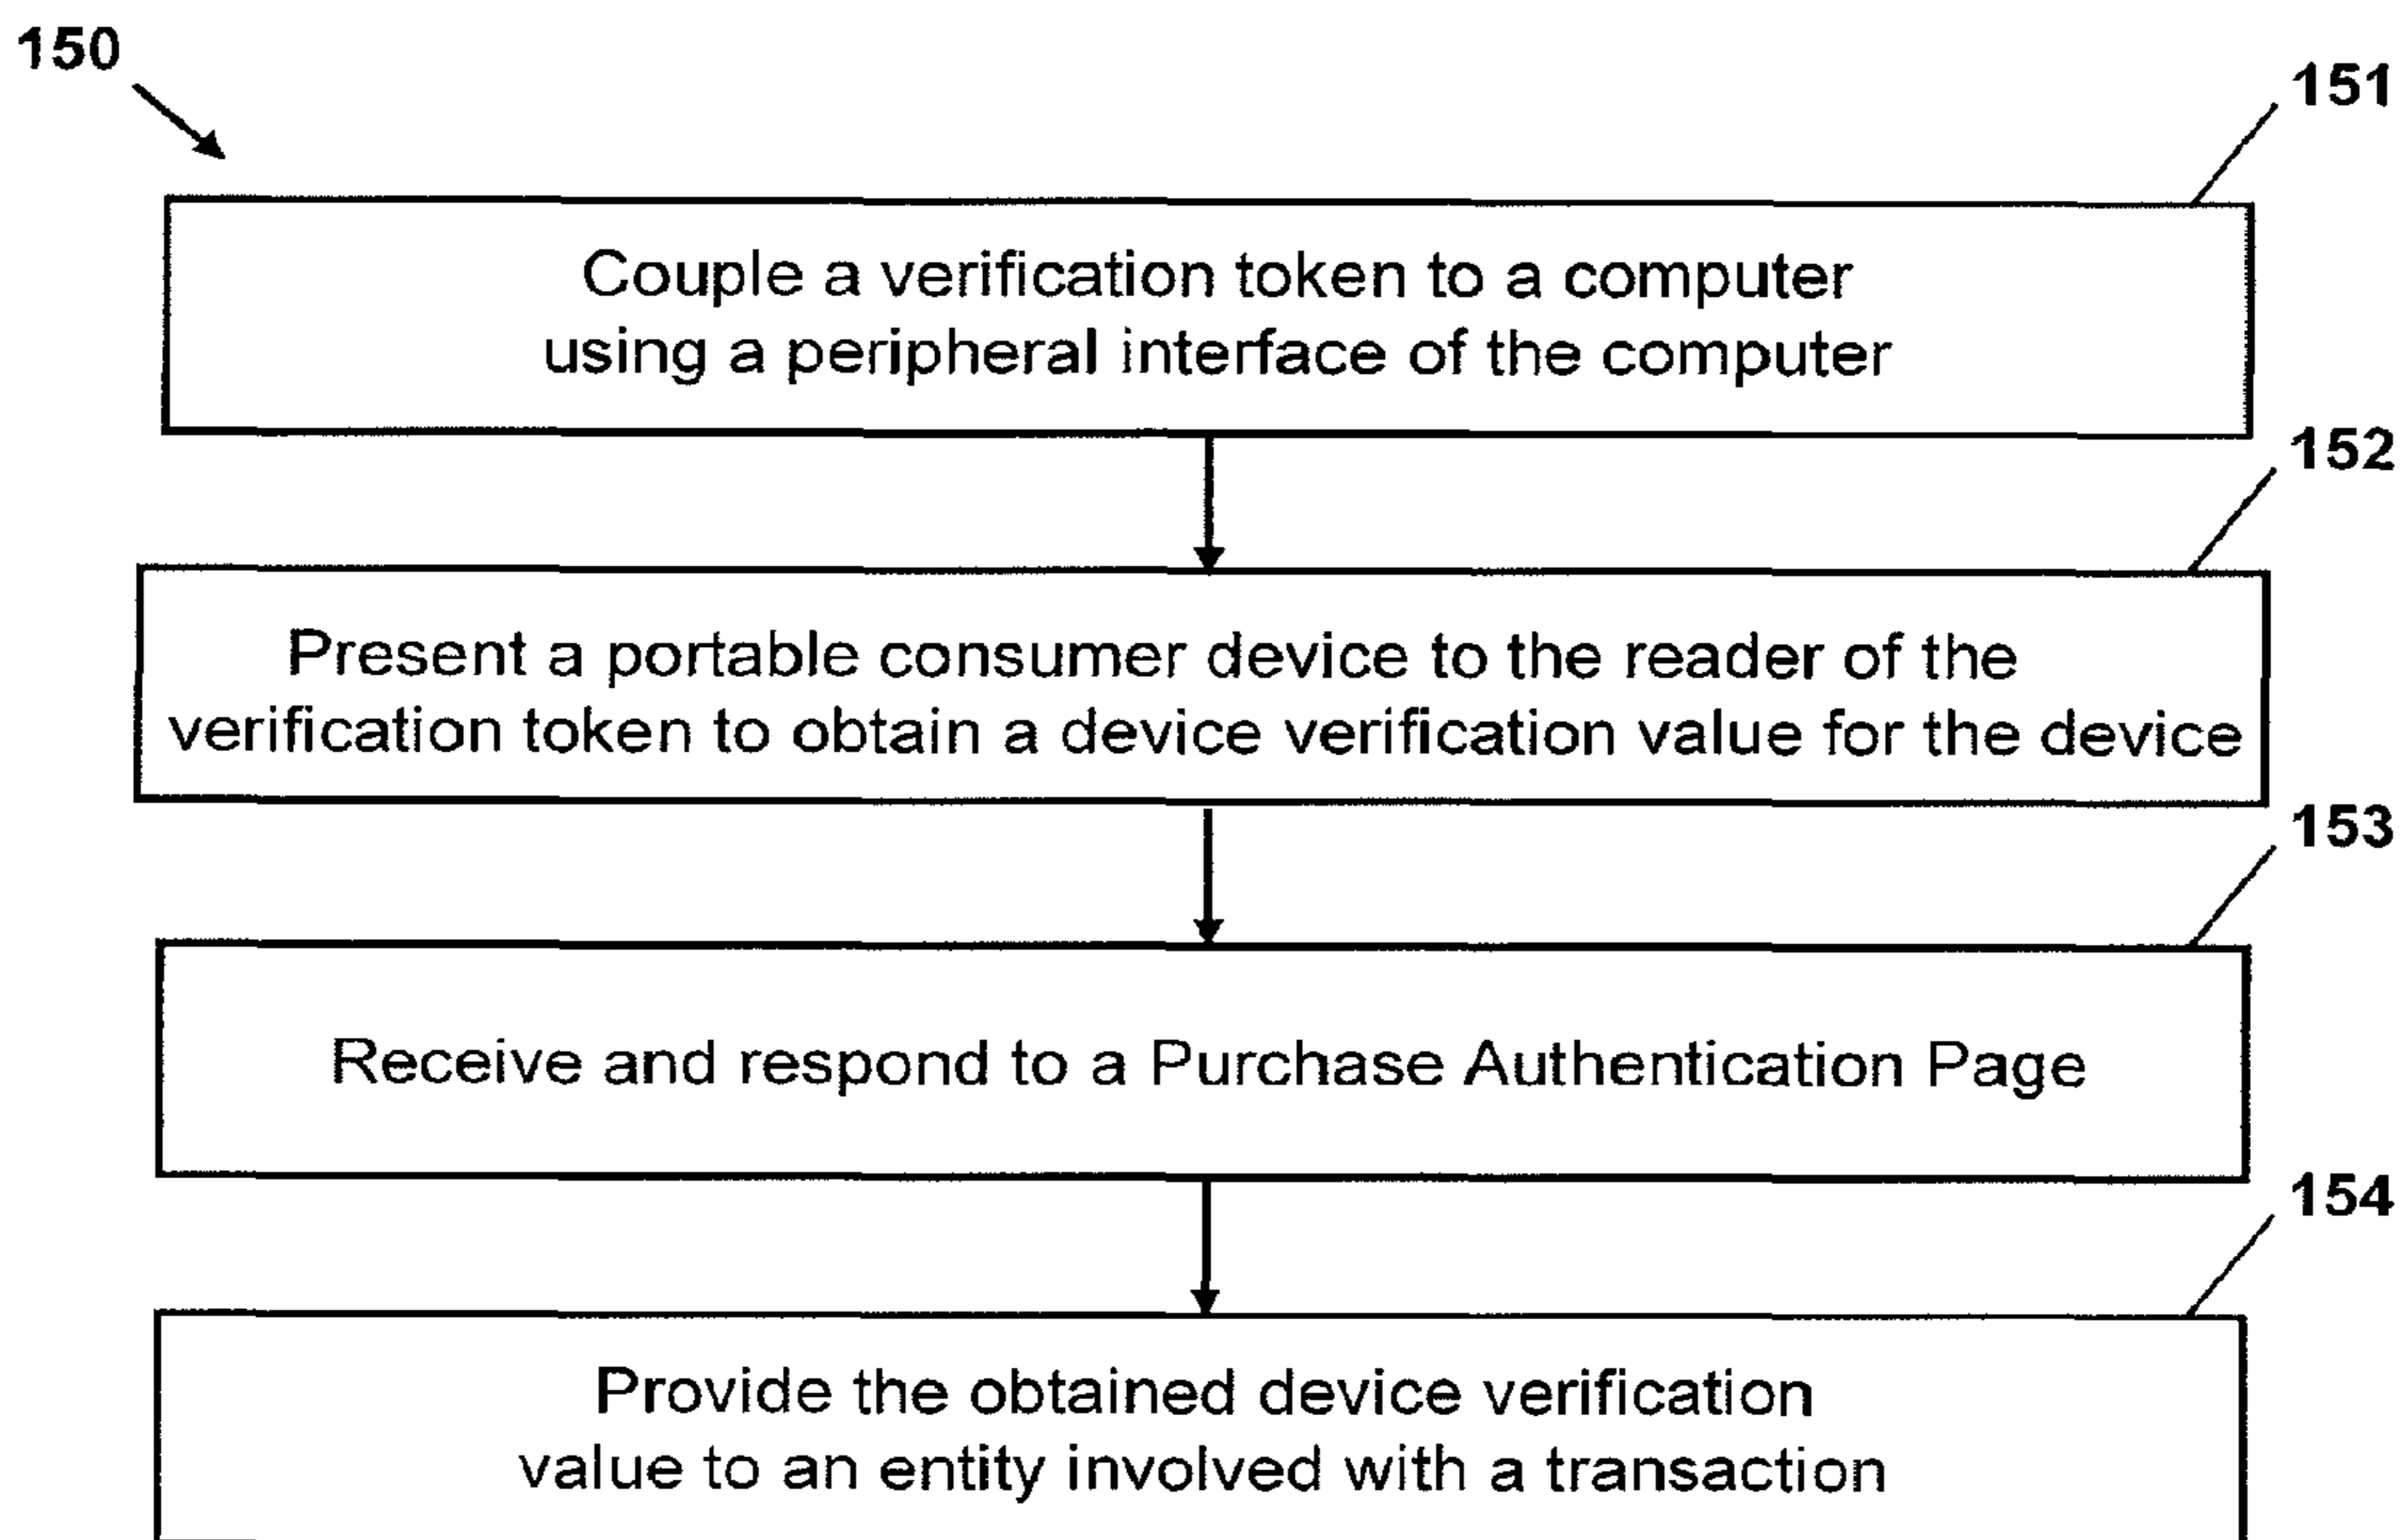 150
151
Couple a verification token to a computer
using a peripheral interface of the computer
152
Present a portable consumer device to the reader of the
verification token to obtain a device verification value for the device
153
Receive and respond to a Purchase Authentication Page
154
Provide the obtained device verification
value to an entity involved with a transaction